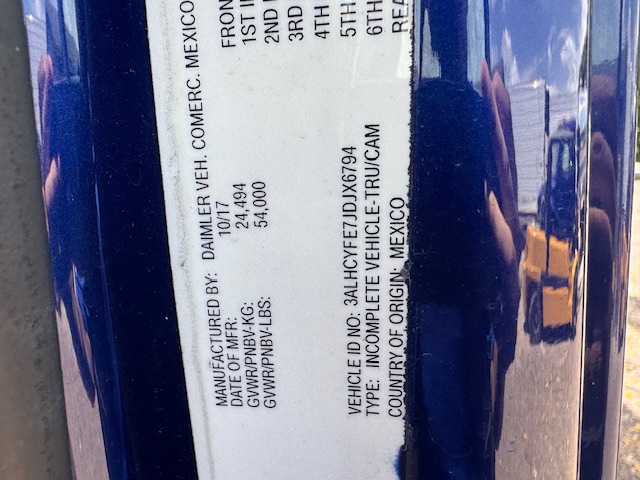 MANUFACTURED BY: DAIMLER VEH. COMERC. MEXICO
DATE OF MFR: 10/17
GVWR/PNBV-KG: 24,494
GVWR/PNBV-LBS: 54,000
FRON
1ST I
2ND
3RD
4TH
5TH
6TH
REA
VEHICLE ID NO: 3ALHCYFE7JDJX6794
TYPE: INCOMPLETE VEHICLE-TRU/CAM
COUNTRY OF ORIGIN: MEXICO